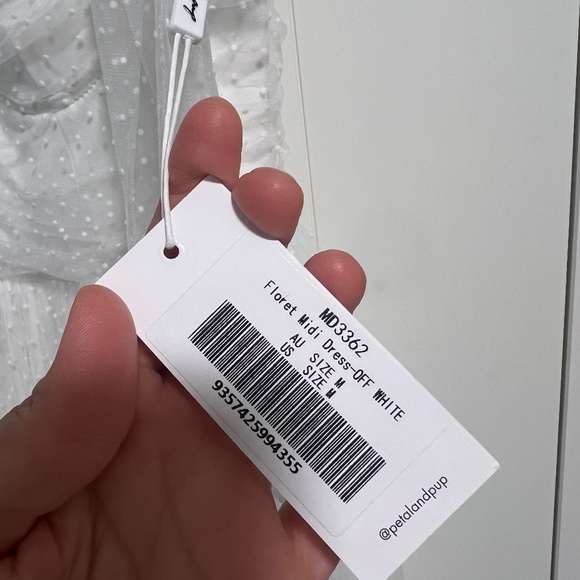 MD3362
Floret Midi Dress-OFF WHITE
AU SIZE M
US SIZE M
9357425994355
@petalandpup